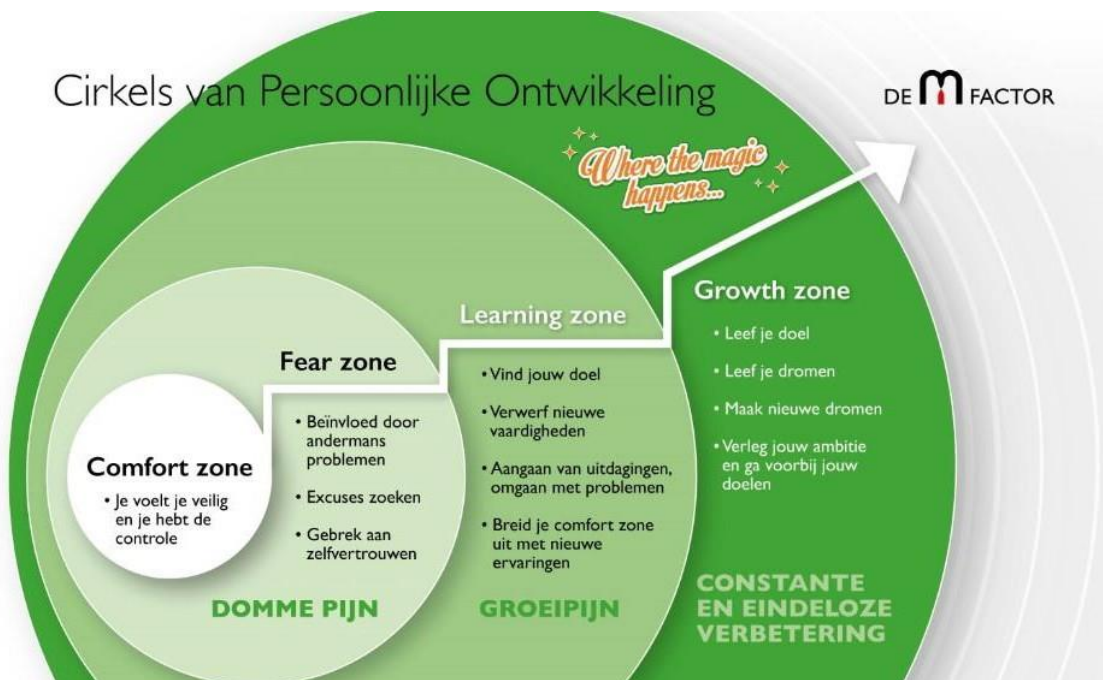 Cirkels van Persoonlijke Ontwikkeling
DE M FACTOR
Where the magic
happens...
Comfort zone
• Je voelt je veilig
en je hebt de
controle
Fear zone
• Beïnvloed door
andermans
problemen
• Excuses zoeken
• Gebrek aan
zelfvertrouwen
DOMME PIJN
Learning zone
• Vind jouw doel
• Verwerf nieuwe
vaardigheden
• Aangaan van uitdagingen,
omgaan met problemen
• Breid je comfort zone
uit met nieuwe
ervaringen
GROEIPIJN
Growth zone
• Leef je doel
• Leef je dromen
• Maak nieuwe dromen
• Verleg jouw ambitie
en ga voorbij jouw
doelen
CONSTANTE
EN EINDELOZE
VERBETERING